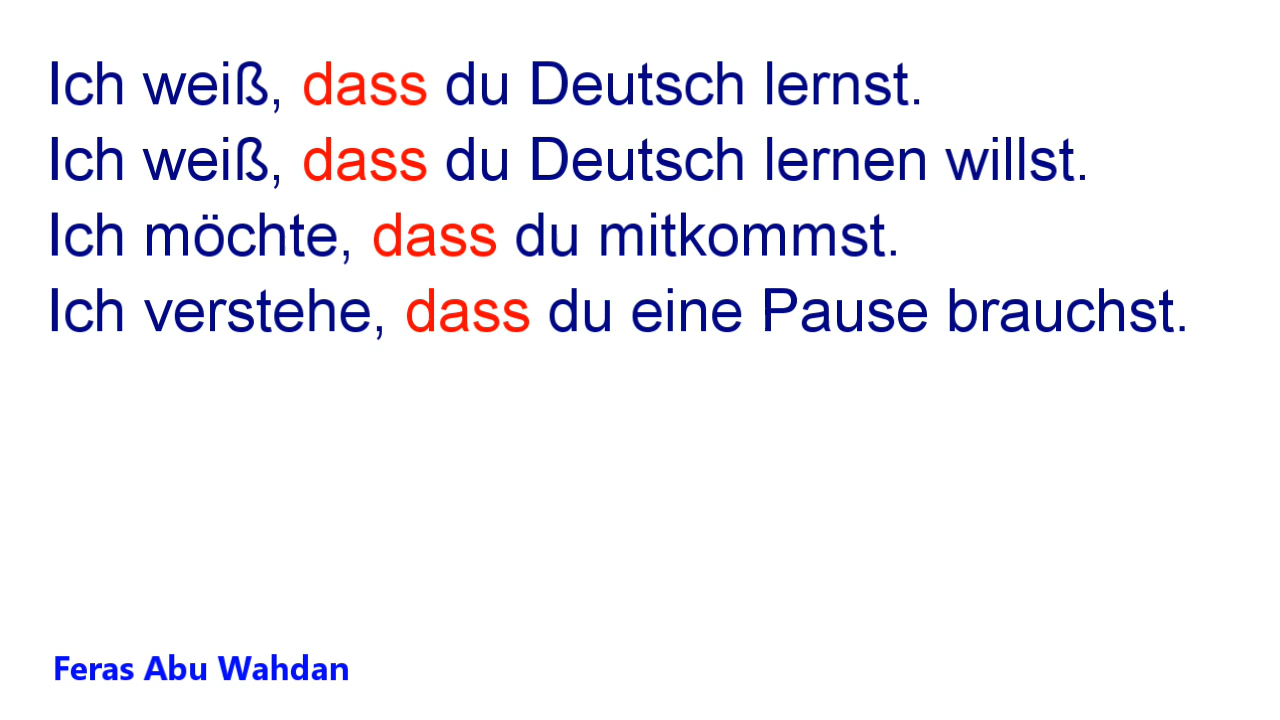 Ich weiß, dass du Deutsch lernst.
Ich weiß, dass du Deutsch lernen willst.
Ich möchte, dass du mitkommst.
Ich verstehe, dass du eine Pause brauchst.
Feras Abu Wahdan